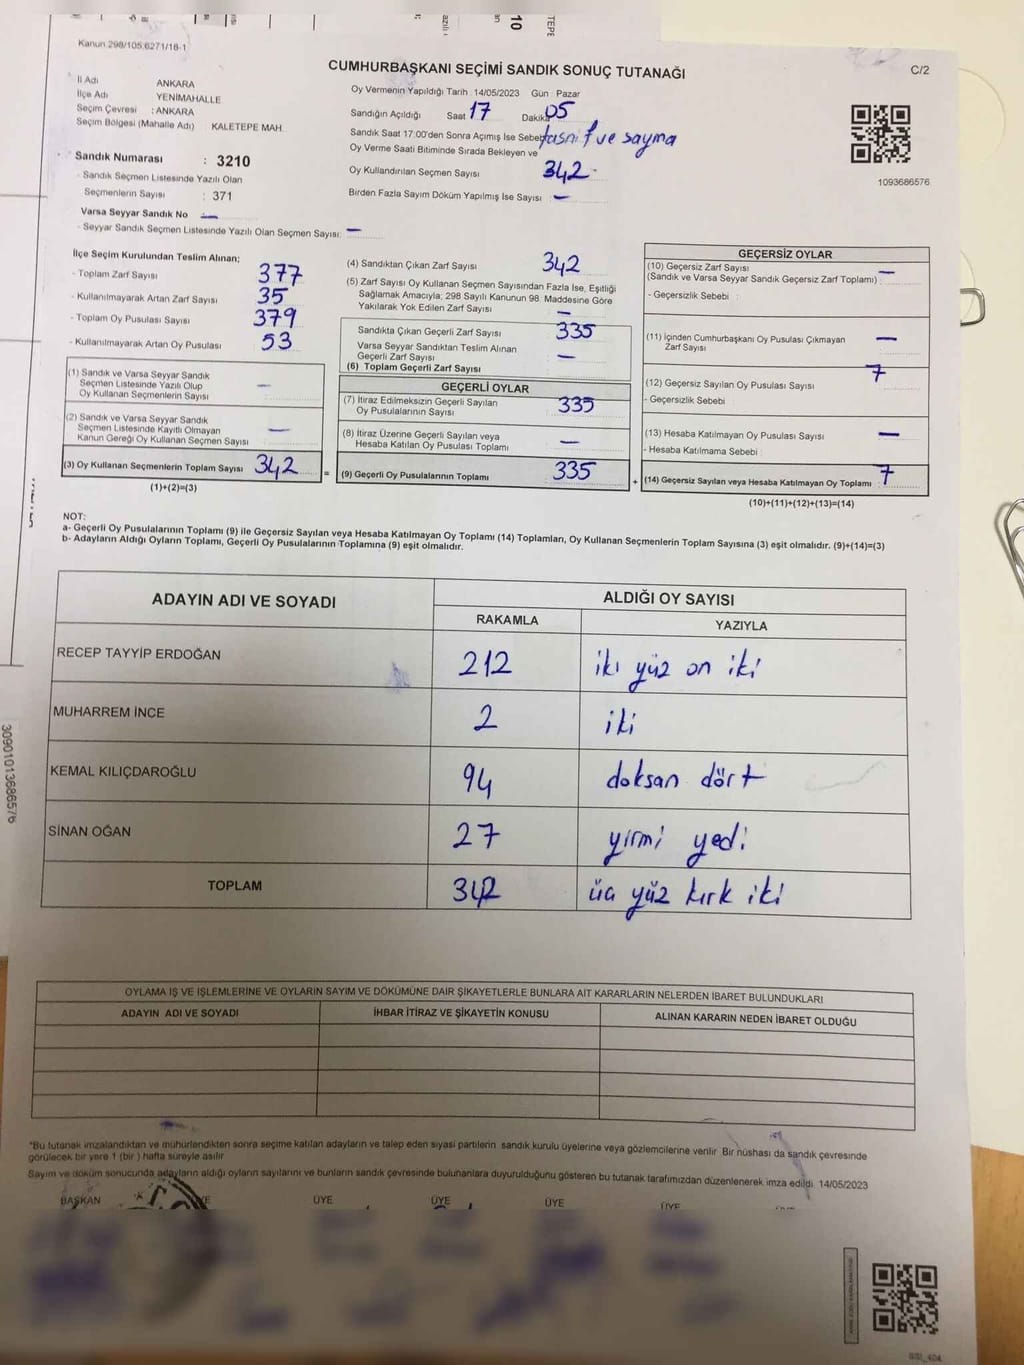 Kanun 298/105,6271/18-1
CUMHURBAŞKANI SEÇİMİ SANDIK SONUÇ TUTANAĞI
C/2
İl Adı ANKARA
İlçe Adı YENİMAHALLE
Seçim Çevresi : ANKARA
Seçim Bölgesi (Mahalle Adı) KALETEPE MAH.
Sandık Numarası : 3210
- Sandık Seçmen Listesinde Yazılı Olan
Seçmenlerin Sayısı : 371
Varsa Seyyar Sandık No —
- Seyyar Sandık Seçmen Listesinde Yazılı Olan Seçmen Sayısı: —
Oy Vermenin Yapıldığı Tarih : 14/05/2023 Gün : Pazar
Sandığın Açıldığı Saat 17 Dakika 05
Sandık Saat 17:00'den Sonra Açımış İse Sebebi tasnif ve sayma
Oy Verme Saati Bitiminde Sırada Bekleyen ve
Oy Kullandırılan Seçmen Sayısı 342
Birden Fazla Sayım Döküm Yapılmış İse Sayısı : —
1093686576
İlçe Seçim Kurulundan Teslim Alınan;
- Toplam Zarf Sayısı 377
- Kullanılmayarak Artan Zarf Sayısı 35
- Toplam Oy Pusulası Sayısı 379
- Kullanılmayarak Artan Oy Pusulası : 53
(1) Sandık ve Varsa Seyyar Sandık
Seçmen Listesinde Yazılı Olup
Oy Kullanan Seçmenlerin Sayısı —
(2) Sandık ve Varsa Seyyar Sandık
Seçmen Listesinde Kayıtlı Olmayan
Kanun Gereği Oy Kullanan Seçmen Sayısı —
(3) Oy Kullanan Seçmenlerin Toplam Sayısı 342
(1)+(2)=(3)
(4) Sandıktan Çıkan Zarf Sayısı 342
(5) Zarf Sayısı Oy Kullanan Seçmen Sayısından Fazla İse, Eşitliği
Sağlamak Amacıyla; 298 Sayılı Kanunun 98. Maddesine Göre
Yakılarak Yok Edilen Zarf Sayısı —
Sandıkta Çıkan Geçerli Zarf Sayısı 335
Varsa Seyyar Sandıktan Teslim Alınan
Geçerli Zarf Sayısı —
(6) Toplam Geçerli Zarf Sayısı
GEÇERLİ OYLAR
(7) İtiraz Edilmeksizin Geçerli Sayılan
Oy Pusulalarının Sayısı : 335
(8) İtiraz Üzerine Geçerli Sayılan veya
Hesaba Katılan Oy Pusulası Toplamı —
= (9) Geçerli Oy Pusulalarının Toplamı 335
GEÇERSİZ OYLAR
(10) Geçersiz Zarf Sayısı —
(Sandık ve Varsa Seyyar Sandık Geçersiz Zarf Toplamı) :
- Geçersizlik Sebebi :
(11) İçinden Cumhurbaşkanı Oy Pusulası Çıkmayan
Zarf Sayısı —
(12) Geçersiz Sayılan Oy Pusulası Sayısı 7
- Geçersizlik Sebebi :
(13) Hesaba Katılmayan Oy Pusulası Sayısı —
- Hesaba Katılmama Sebebi :
+ (14) Geçersiz Sayılan veya Hesaba Katılmayan Oy Toplamı : 7
(10)+(11)+(12)+(13)=(14)
NOT:
a- Geçerli Oy Pusulalarının Toplamı (9) ile Geçersiz Sayılan veya Hesaba Katılmayan Oy Toplamı (14) Toplamları, Oy Kullanan Seçmenlerin Toplam Sayısına (3) eşit olmalıdır. (9)+(14)=(3)
b- Adayların Aldığı Oyların Toplamı, Geçerli Oy Pusulalarının Toplamına (9) eşit olmalıdır.
ADAYIN ADI VE SOYADI ALDIĞI OY SAYISI
RAKAMLA YAZIYLA
RECEP TAYYİP ERDOĞAN 212 iki yüz on iki
MUHARREM İNCE 2 iki
KEMAL KILIÇDAROĞLU 94 doksan dört
SİNAN OĞAN 27 yirmi yedi
TOPLAM 342 üç yüz kırk iki
30901013686576
OYLAMA İŞ VE İŞLEMLERİNE VE OYLARIN SAYIM VE DÖKÜMÜNE DAİR ŞİKAYETLERLE BUNLARA AİT KARARLARIN NELERDEN İBARET BULUNDUKLARI
ADAYIN ADI VE SOYADI İHBAR İTİRAZ VE ŞİKAYETİN KONUSU ALINAN KARARIN NEDEN İBARET OLDUĞU
*Bu tutanak imzalandıktan ve mühürlendikten sonra seçime katılan adayların ve talep eden siyasi partilerin sandık kurulu üyelerine veya gözlemcilerine verilir. Bir nüshası da sandık çevresinde
görülecek bir yere 1 (bir ) hafta süreyle asılır
Sayım ve döküm sonucunda adayların aldığı oyların sayılarını ve bunların sandık çevresinde bulunanlara duyurulduğunu gösteren bu tutanak tarafımızdan düzenlenerek imza edildi. 14/05/2023
BAŞKAN ÜYE ÜYE ÜYE ÜYE